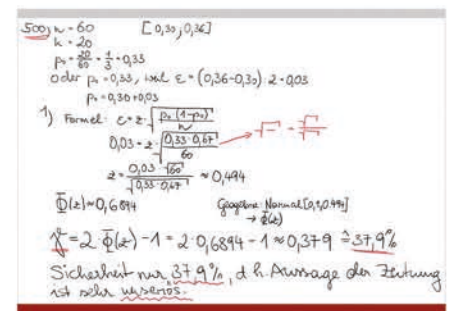 500) n = 60 [0,30 ; 0,36]
k = 20
p₀ = 20/60 = 1/3 = 0,33
oder p₀ = 0,33, weil ε = (0,36-0,30) : 2 = 0,03
p₀ = 0,30 + 0,03
1) Formel: ε = z · √(p₀ · (1-p₀)/n)
0,03 = z · √(0,33 · 0,67/60) → √‾ = √‾/√‾
z = 0,03 · √60/√(0,33 · 0,67) ≈ 0,494
Φ(z) ≈ 0,6894 Geogebra: Normal[0,1,0.494]
→ Φ(z)
γ = 2 · Φ(z) - 1 = 2 · 0,6894 - 1 ≈ 0,379 ≙ 37,9%
Sicherheit nur 37,9%, d.h. Aussage der Zeitung
ist sehr unseriös.